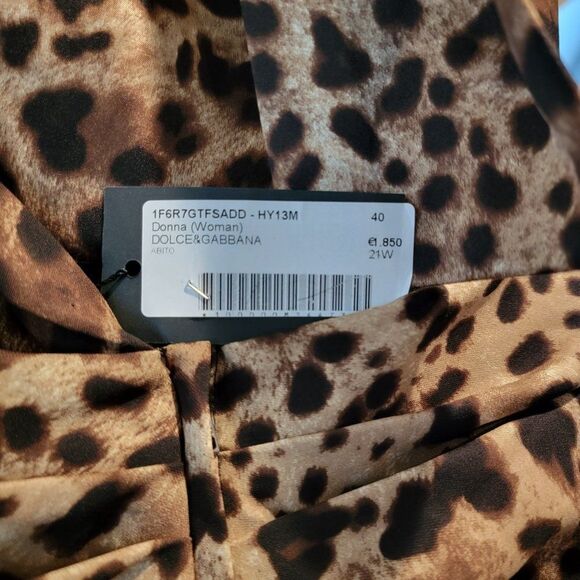 1F6R7GTFSADD - HY13M 40
Donna (Woman)
DOLCE&GABBANA €1.850
ABITO 21W